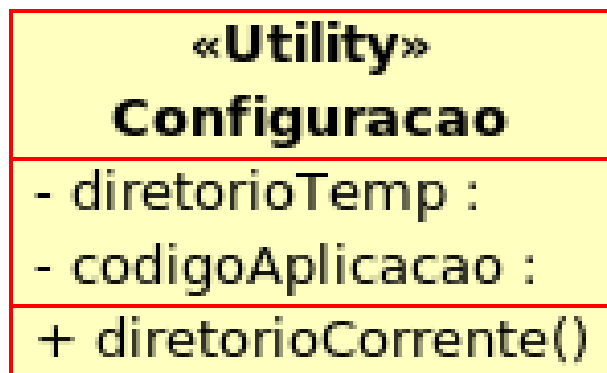 «Utility»
Configuracao
- diretorioTemp :
- codigoAplicacao :
+ diretorioCorrente()